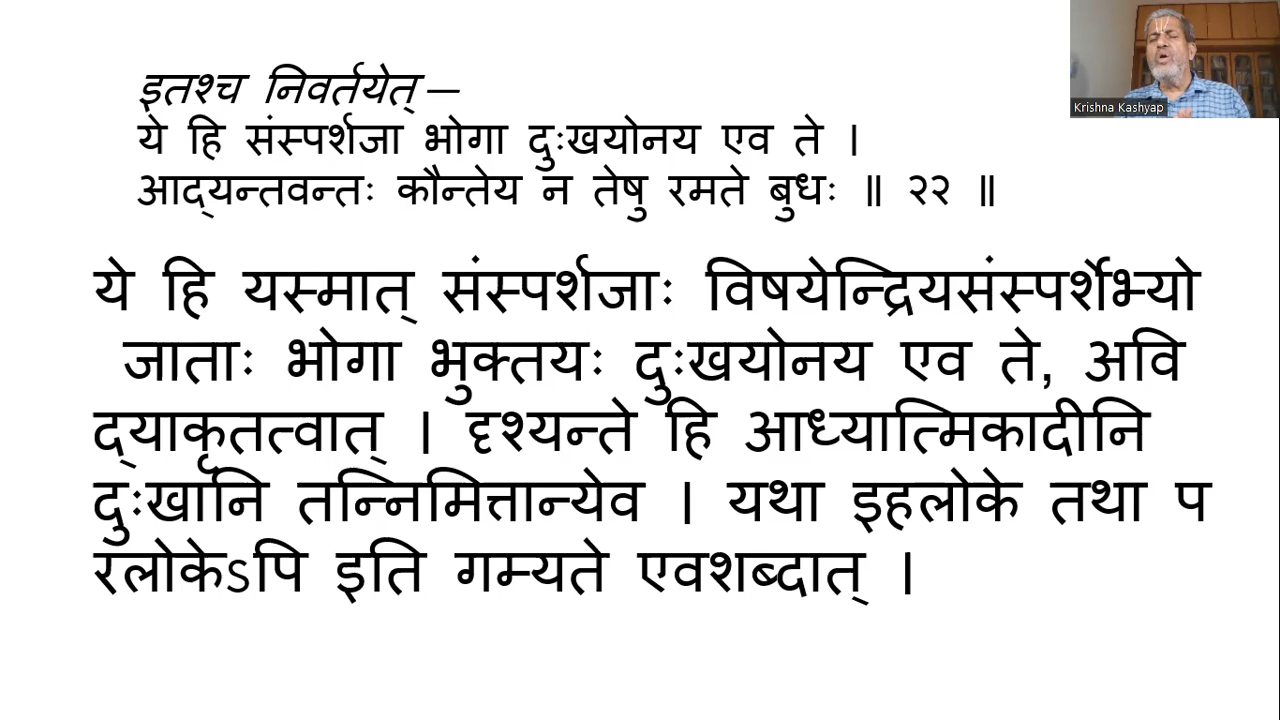 इतश्च निवर्तयेत् —
ये हि संस्पर्शजा भोगा दुःखयोनय एव ते ।
आद्यन्तवन्तः कौन्तेय न तेषु रमते बुधः ॥ २२ ॥
Krishna Kashyap
ये हि यस्मात् संस्पर्शजाः विषयेन्द्रियसंस्पर्शेभ्यो
जाताः भोगा भुक्तयः दुःखयोनय एव ते, अवि
द्याकृतत्वात् । दृश्यन्ते हि आध्यात्मिकादीनि
दुःखानि तन्निमित्तान्येव । यथा इहलोके तथा प
रलोकेऽपि इति गम्यते एवशब्दात् ।